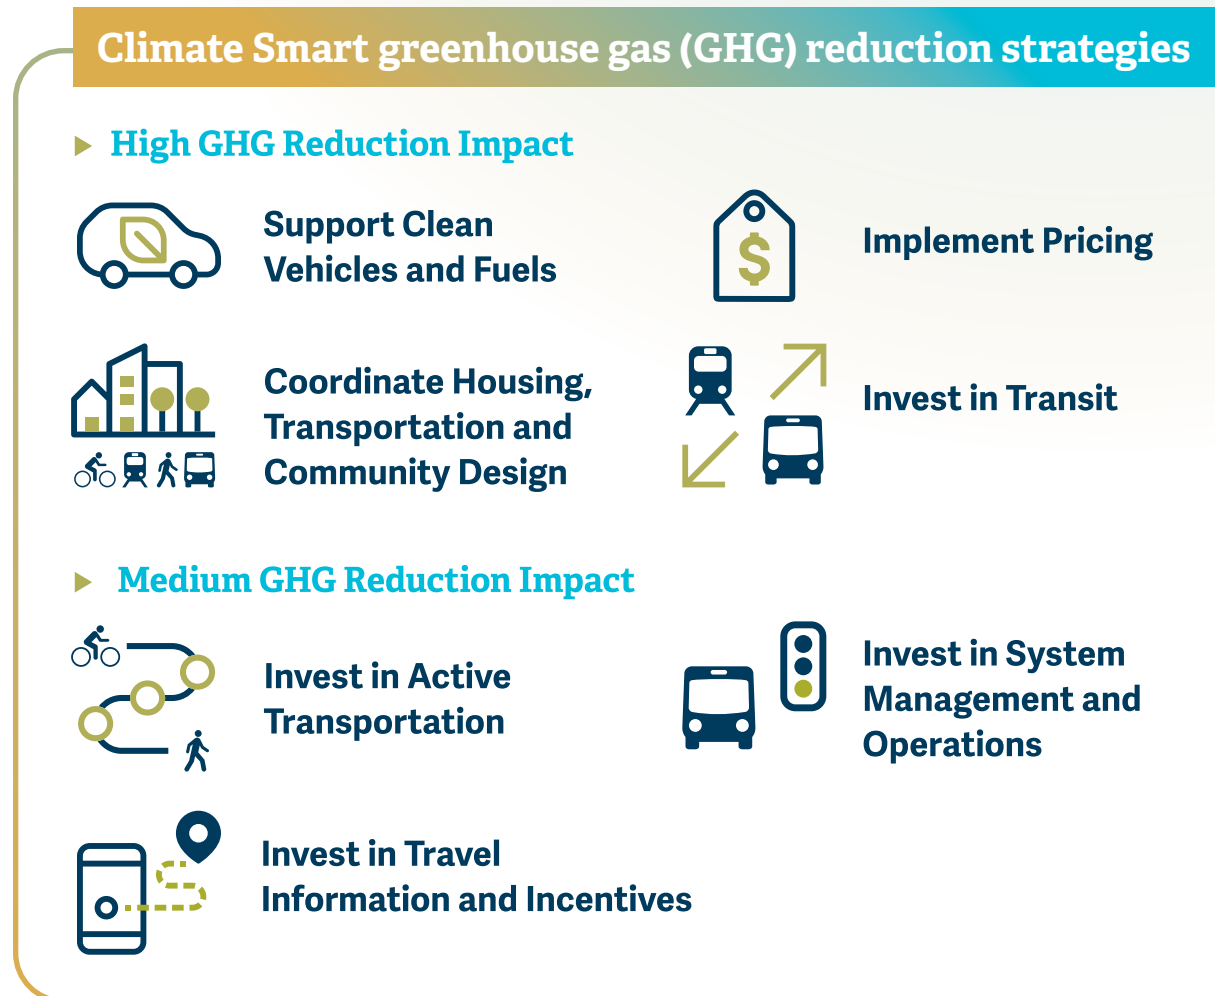 Climate Smart greenhouse gas (GHG) reduction strategies
High GHG Reduction Impact
Support Clean
Vehicles and Fuels
$
Implement Pricing
Coordinate Housing,
Transportation and
Community Design
Invest in Transit
Medium GHG Reduction Impact
Invest in Active
Transportation
Invest in System
Management and
Operations
Invest in Travel
Information and Incentives